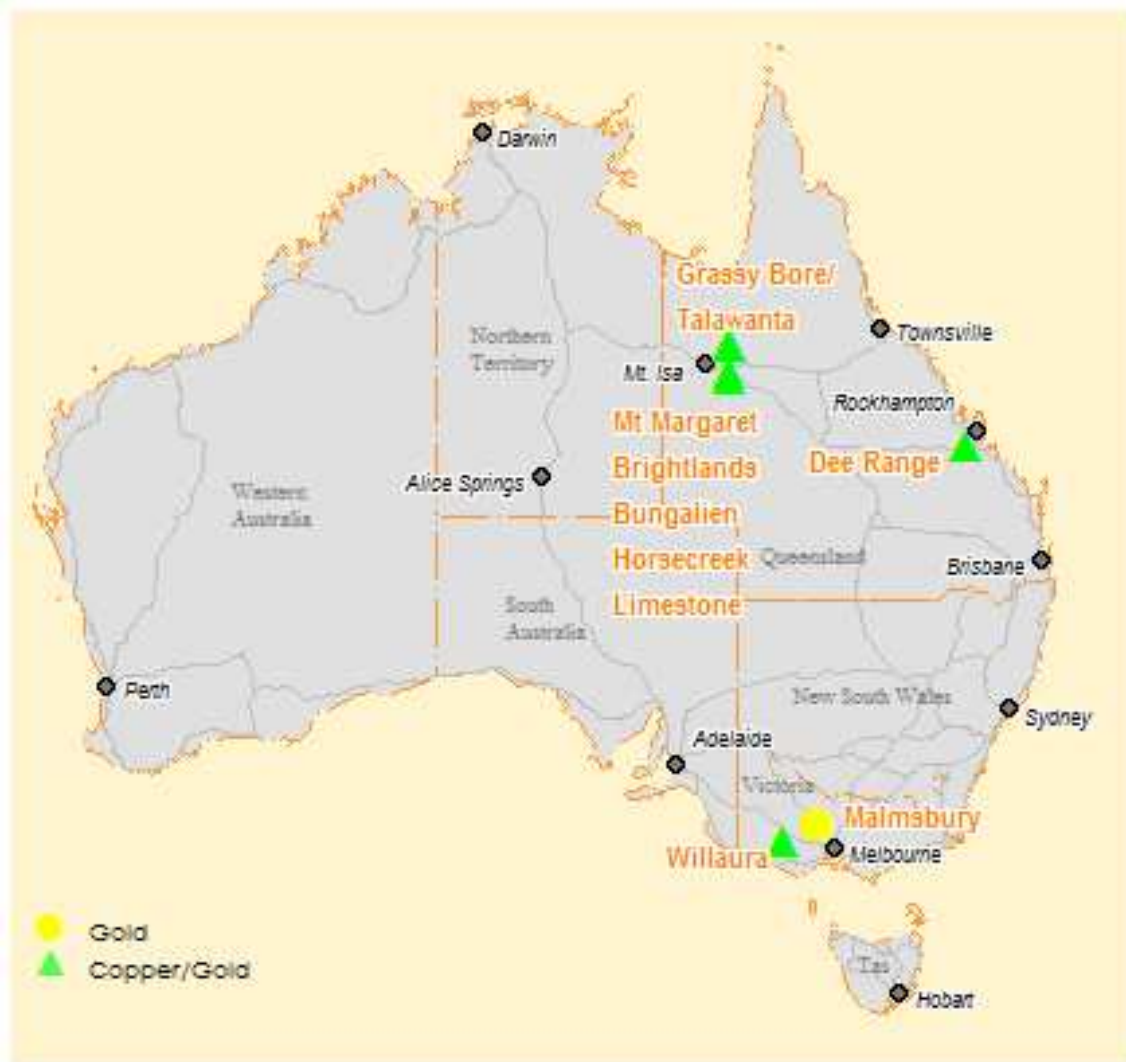 Darwin
Grassy Bore/
Talawanta
Townsville
Northern
Territory
Mt. Isa
Rockhampton
Mt Margaret
Dee Range
Brightlands
Alice Springs
Western
Australia
Bungalien
Horsecreek
Queensland
Brisbane
Limestone
South
Australia
Perth
New South Wales
Sydney
Adelaide
Victoria
Malmsbury
Willaura
Melbourne
Gold
Copper/Gold
Tas
Hobart